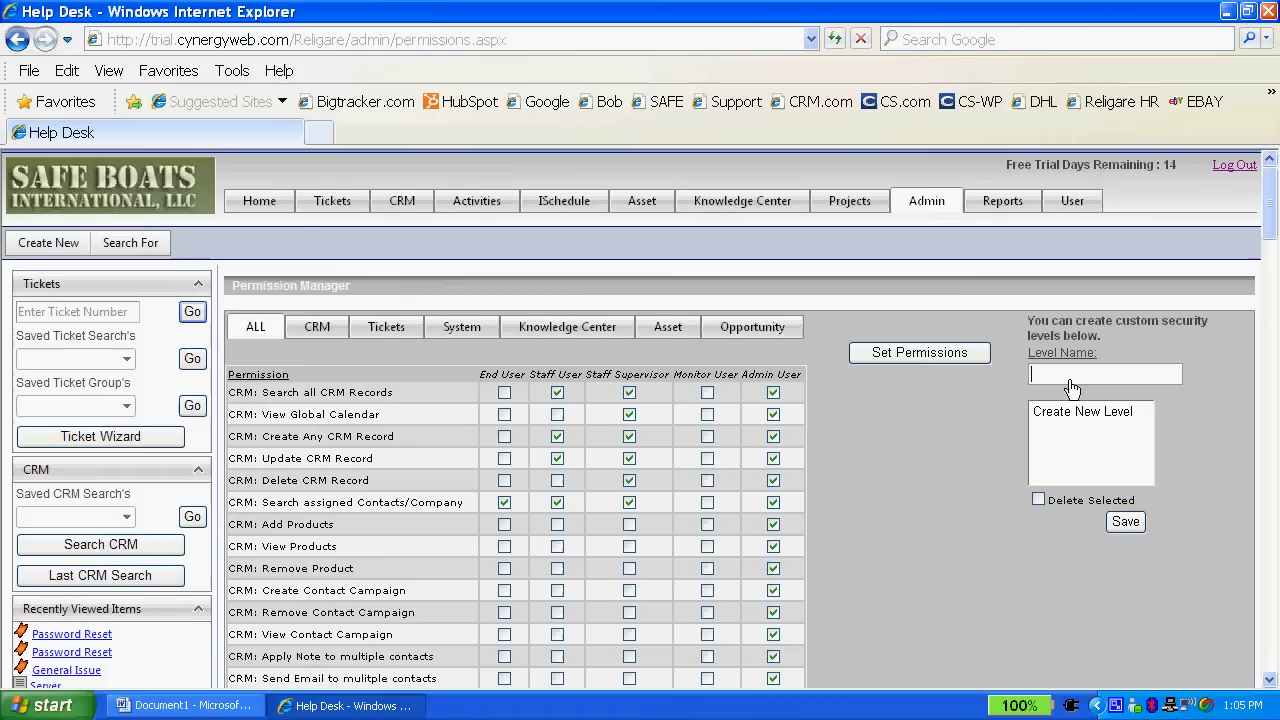 Help Desk - Windows Internet Explorer
http://trial.cynergyweb.com/Religare/admin/permissions.aspx
Search Google
File Edit View Favorites Tools Help
Favorites Suggested Sites Bigtracker.com HubSpot Google Bob SAFE Support CRM.com CS.com CS-WP DHL Religare HR EBAY »
Help Desk
SAFE BOATS
INTERNATIONAL, LLC
Free Trial Days Remaining : 14 Log Out
Home Tickets CRM Activities ISchedule Asset Knowledge Center Projects Admin Reports User
Create New Search For
Tickets
Enter Ticket Number Go
Saved Ticket Search's
Go
Saved Ticket Group's
Go
Ticket Wizard
CRM
Saved CRM Search's
Go
Search CRM
Last CRM Search
Recently Viewed Items
Password Reset
Password Reset
General Issue
Server
Permission Manager
ALL CRM Tickets System Knowledge Center Asset Opportunity
Permission End User Staff User Staff Supervisor Monitor User Admin User
CRM: Search all CRM Records
CRM: View Global Calendar
CRM: Create Any CRM Record
CRM: Update CRM Record
CRM: Delete CRM Record
CRM: Search assigned Contacts/Company
CRM: Add Products
CRM: View Products
CRM: Remove Product
CRM: Create Contact Campaign
CRM: Remove Contact Campaign
CRM: View Contact Campaign
CRM: Apply Note to multiple contacts
CRM: Send Email to mulitple contacts
Set Permissions
You can create custom security
levels below.
Level Name:
Create New Level
Delete Selected
Save
start Document1 - Microsof... Help Desk - Windows ... 100% 1:05 PM